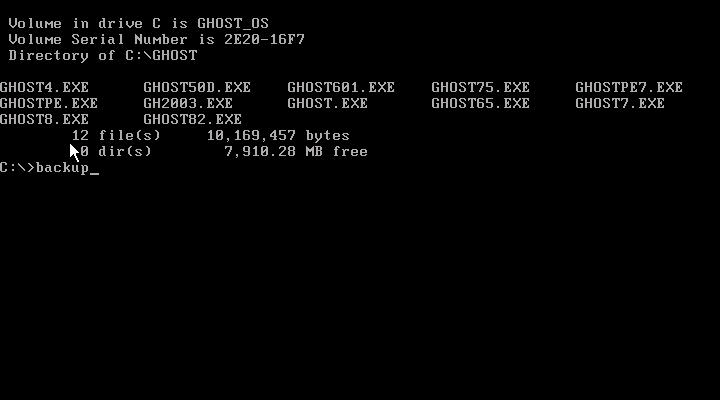 Volume in drive C is GHOST_OS
Volume Serial Number is 2E20-16F7
Directory of C:\GHOST
GHOST4.EXE GHOST50D.EXE GHOST601.EXE GHOST75.EXE GHOSTPE7.EXE
GHOSTPE.EXE GH2003.EXE GHOST.EXE GHOST65.EXE GHOST7.EXE
GHOST8.EXE GHOST82.EXE
12 file(s) 10,169,457 bytes
0 dir(s) 7,910.28 MB free
C:\>backup_